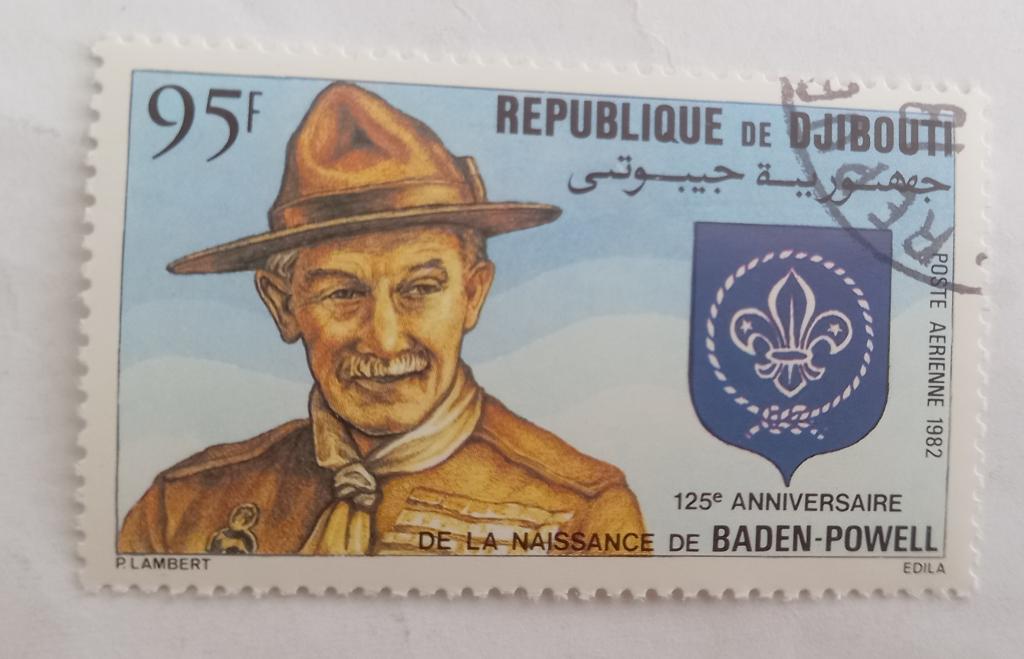 95F
REPUBLIQUE DE DJIBOUTI
جمهورية جيبوتي
POSTE AERIENNE 1982
125e ANNIVERSAIRE
DE LA NAISSANCE DE BADEN-POWELL
P. LAMBERT
EDILA